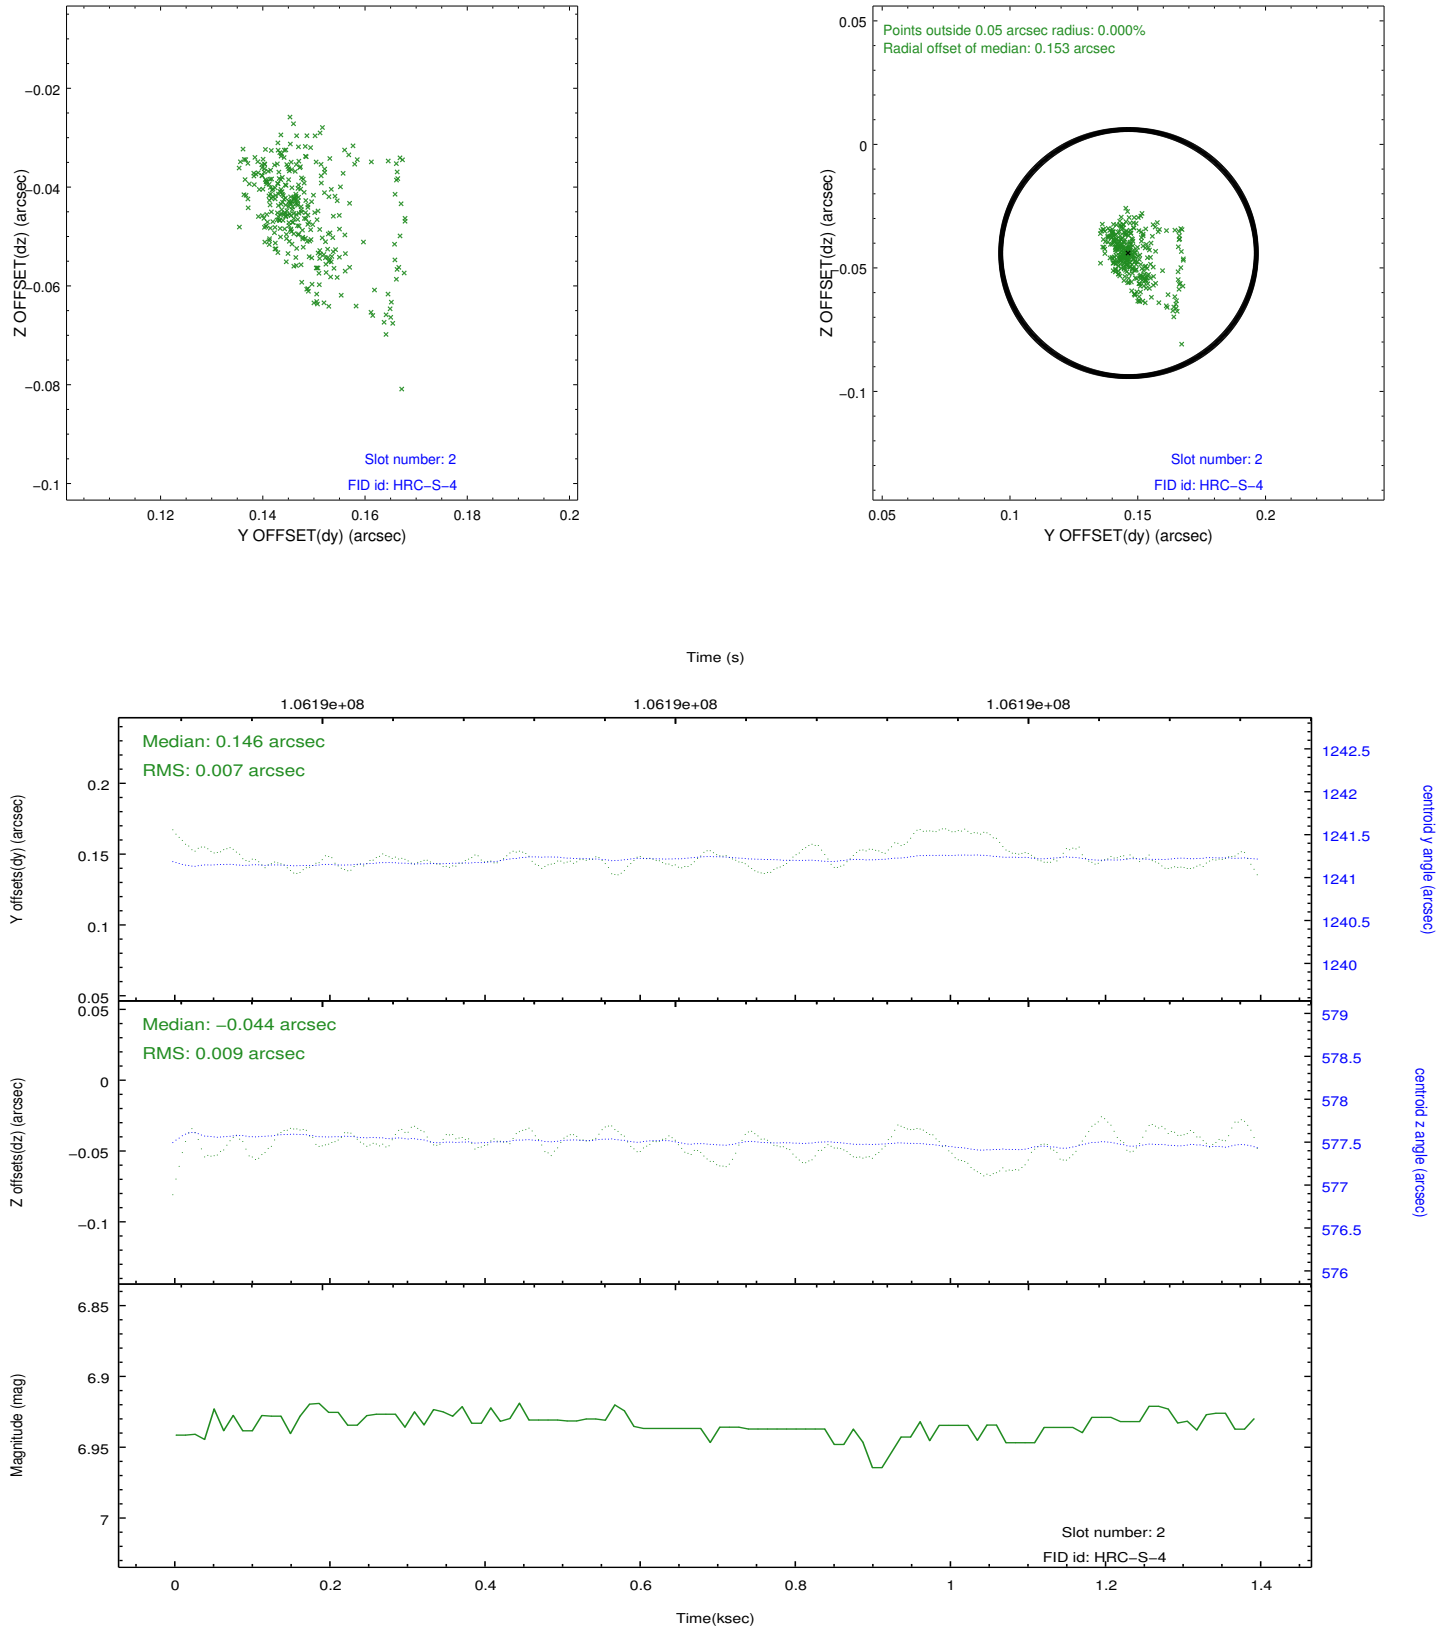 −0.02
−0.04
−0.06
−0.08
−0.1
Z OFFSET(dz) (arcsec)
Slot number: 2
FID id: HRC−S−4
0.12
0.14
0.16
0.18
0.2
Y OFFSET(dy) (arcsec)
0.05
0
−0.05
−0.1
Z OFFSET(dz) (arcsec)
Points outside 0.05 arcsec radius: 0.000%
Radial offset of median: 0.153 arcsec
Slot number: 2
FID id: HRC−S−4
0.05
0.1
0.15
0.2
Y OFFSET(dy) (arcsec)
Time (s)
1.0619e+08
1.0619e+08
1.0619e+08
Median: 0.146 arcsec
RMS: 0.007 arcsec
0.2
0.15
0.1
0.05
Y offsets(dy) (arcsec)
1242.5
1242
1241.5
1241
1240.5
1240
centroid y angle (arcsec)
Median: −0.044 arcsec
RMS: 0.009 arcsec
0.05
0
−0.05
−0.1
Z offsets(dz) (arcsec)
579
578.5
578
577.5
577
576.5
576
centroid z angle (arcsec)
6.85
6.9
6.95
7
Magnitude (mag)
Slot number: 2
FID id: HRC−S−4
0
0.2
0.4
0.6
0.8
1
1.2
1.4
Time(ksec)